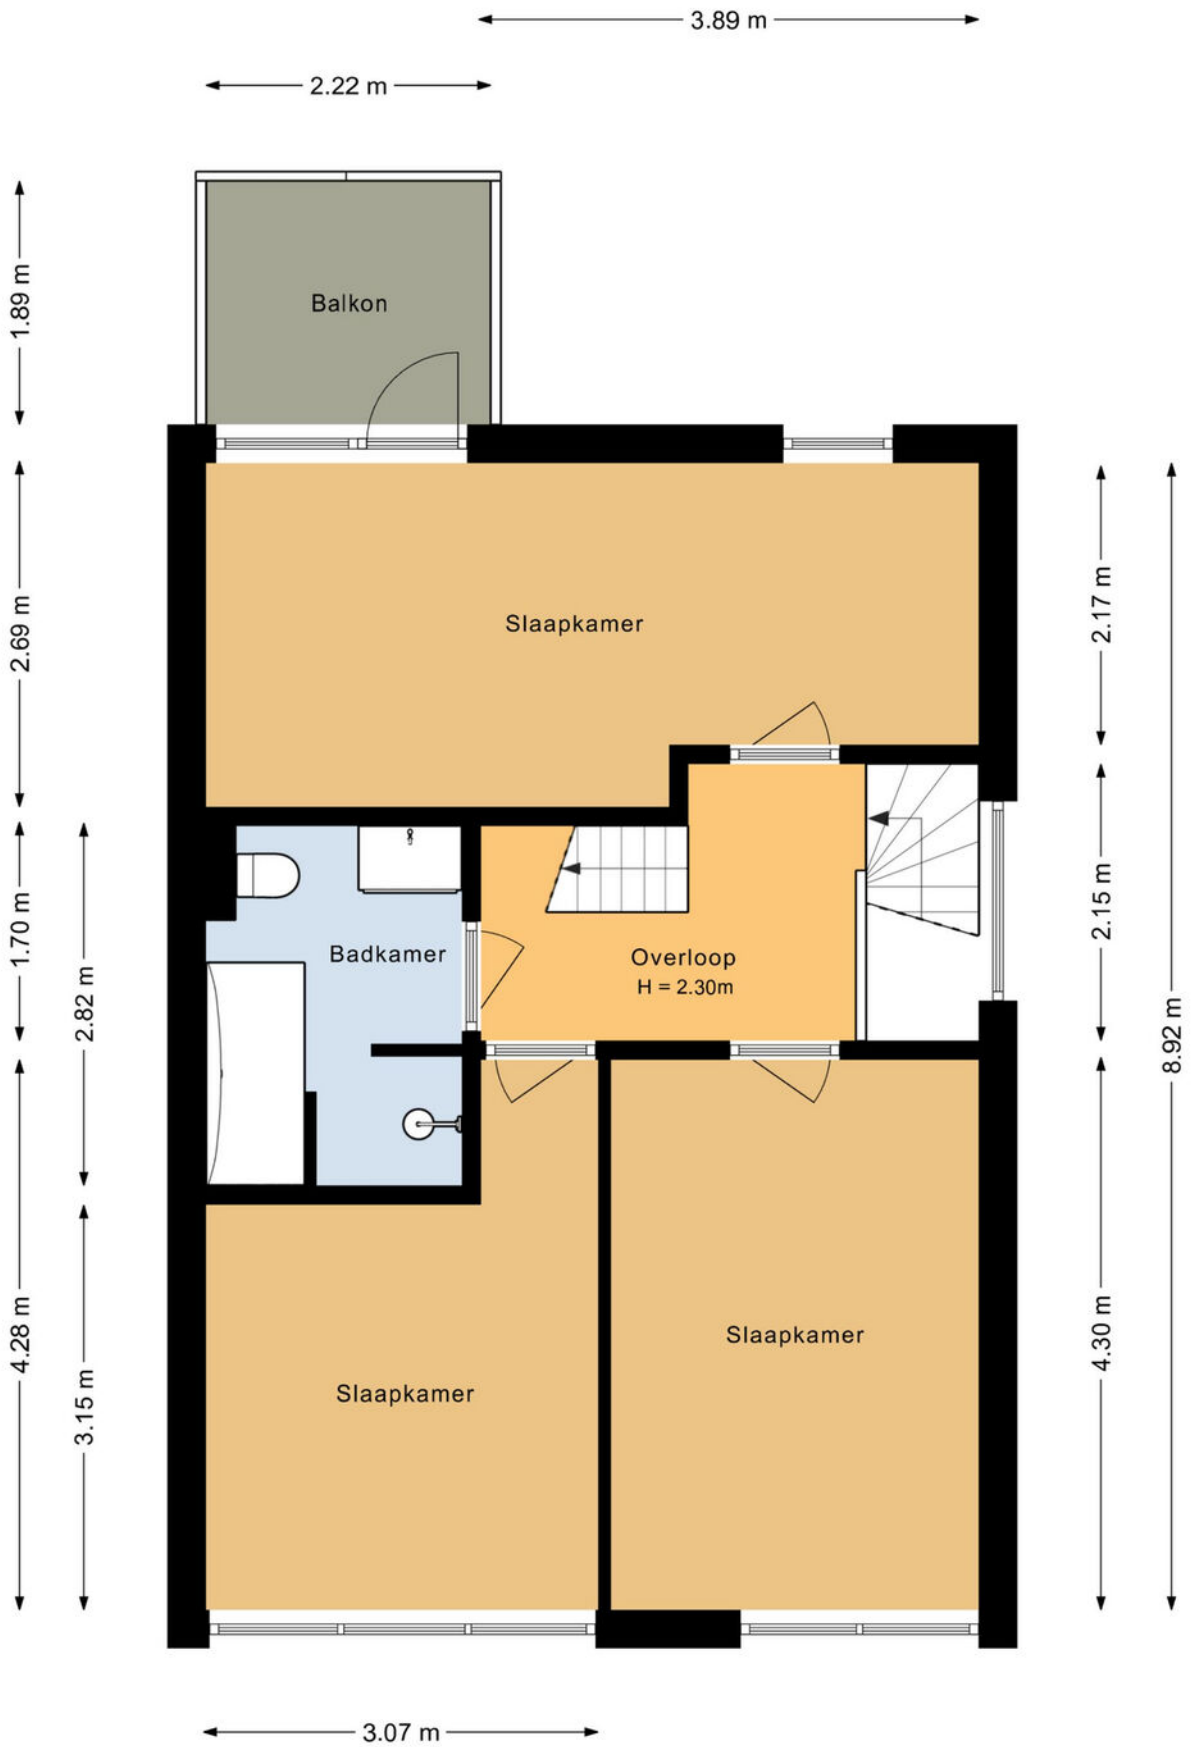 3.89 m
2.22 m
1.89 m
Balkon
2.69 m
Slaapkamer
2.17 m
1.70 m
2.82 m
Badkamer
Overloop
H = 2.30m
2.15 m
8.92 m
4.28 m
3.15 m
Slaapkamer
Slaapkamer
4.30 m
3.07 m